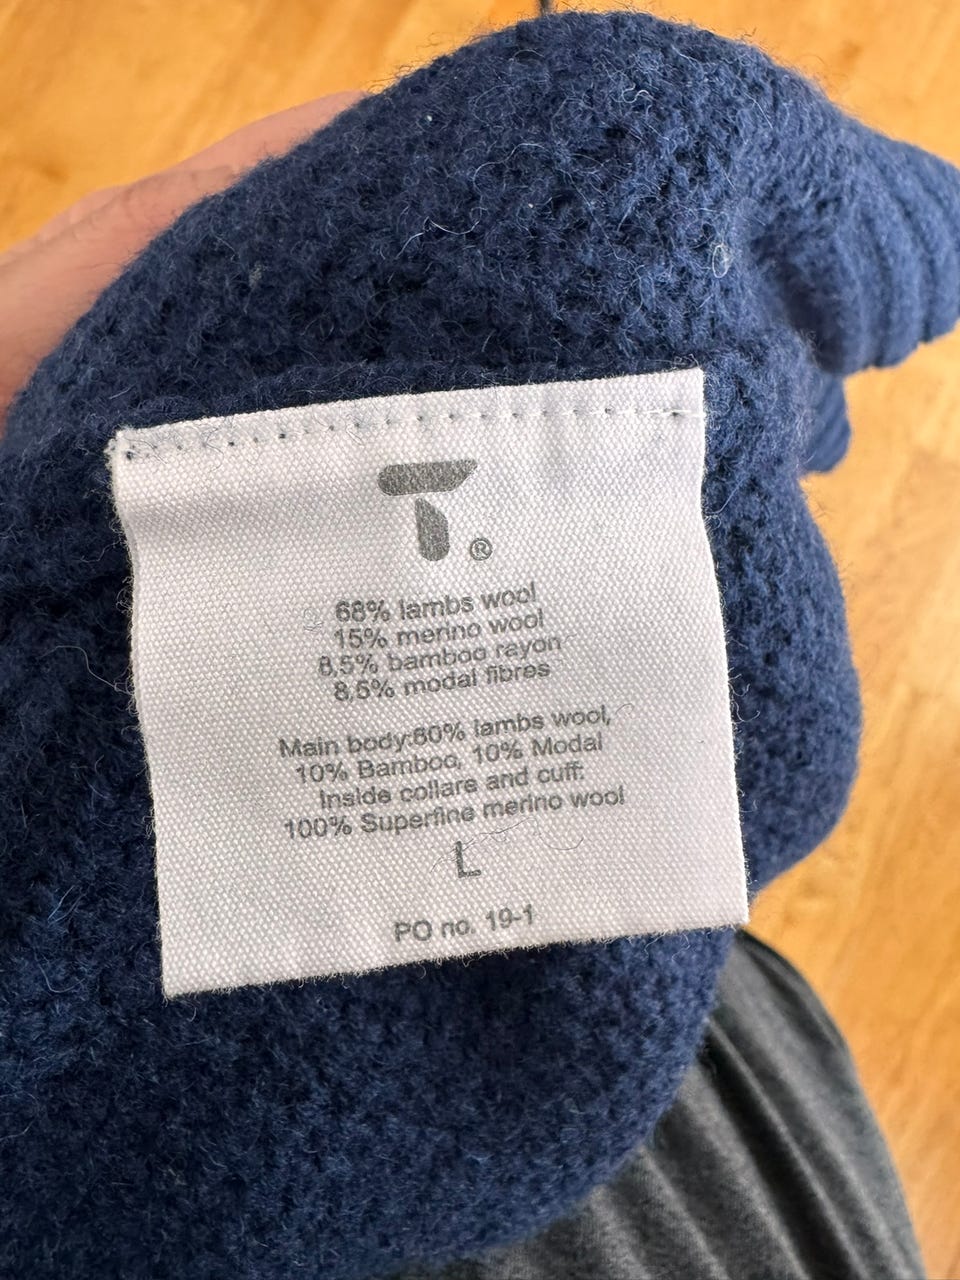 T®
68% lambs wool
15% merino wool
8,5% bamboo rayon
8,5% modal fibres
Main body:80% lambs wool,
10% Bamboo, 10% Modal
Inside collare and cuff:
100% Superfine merino wool
L
PO no. 19-1